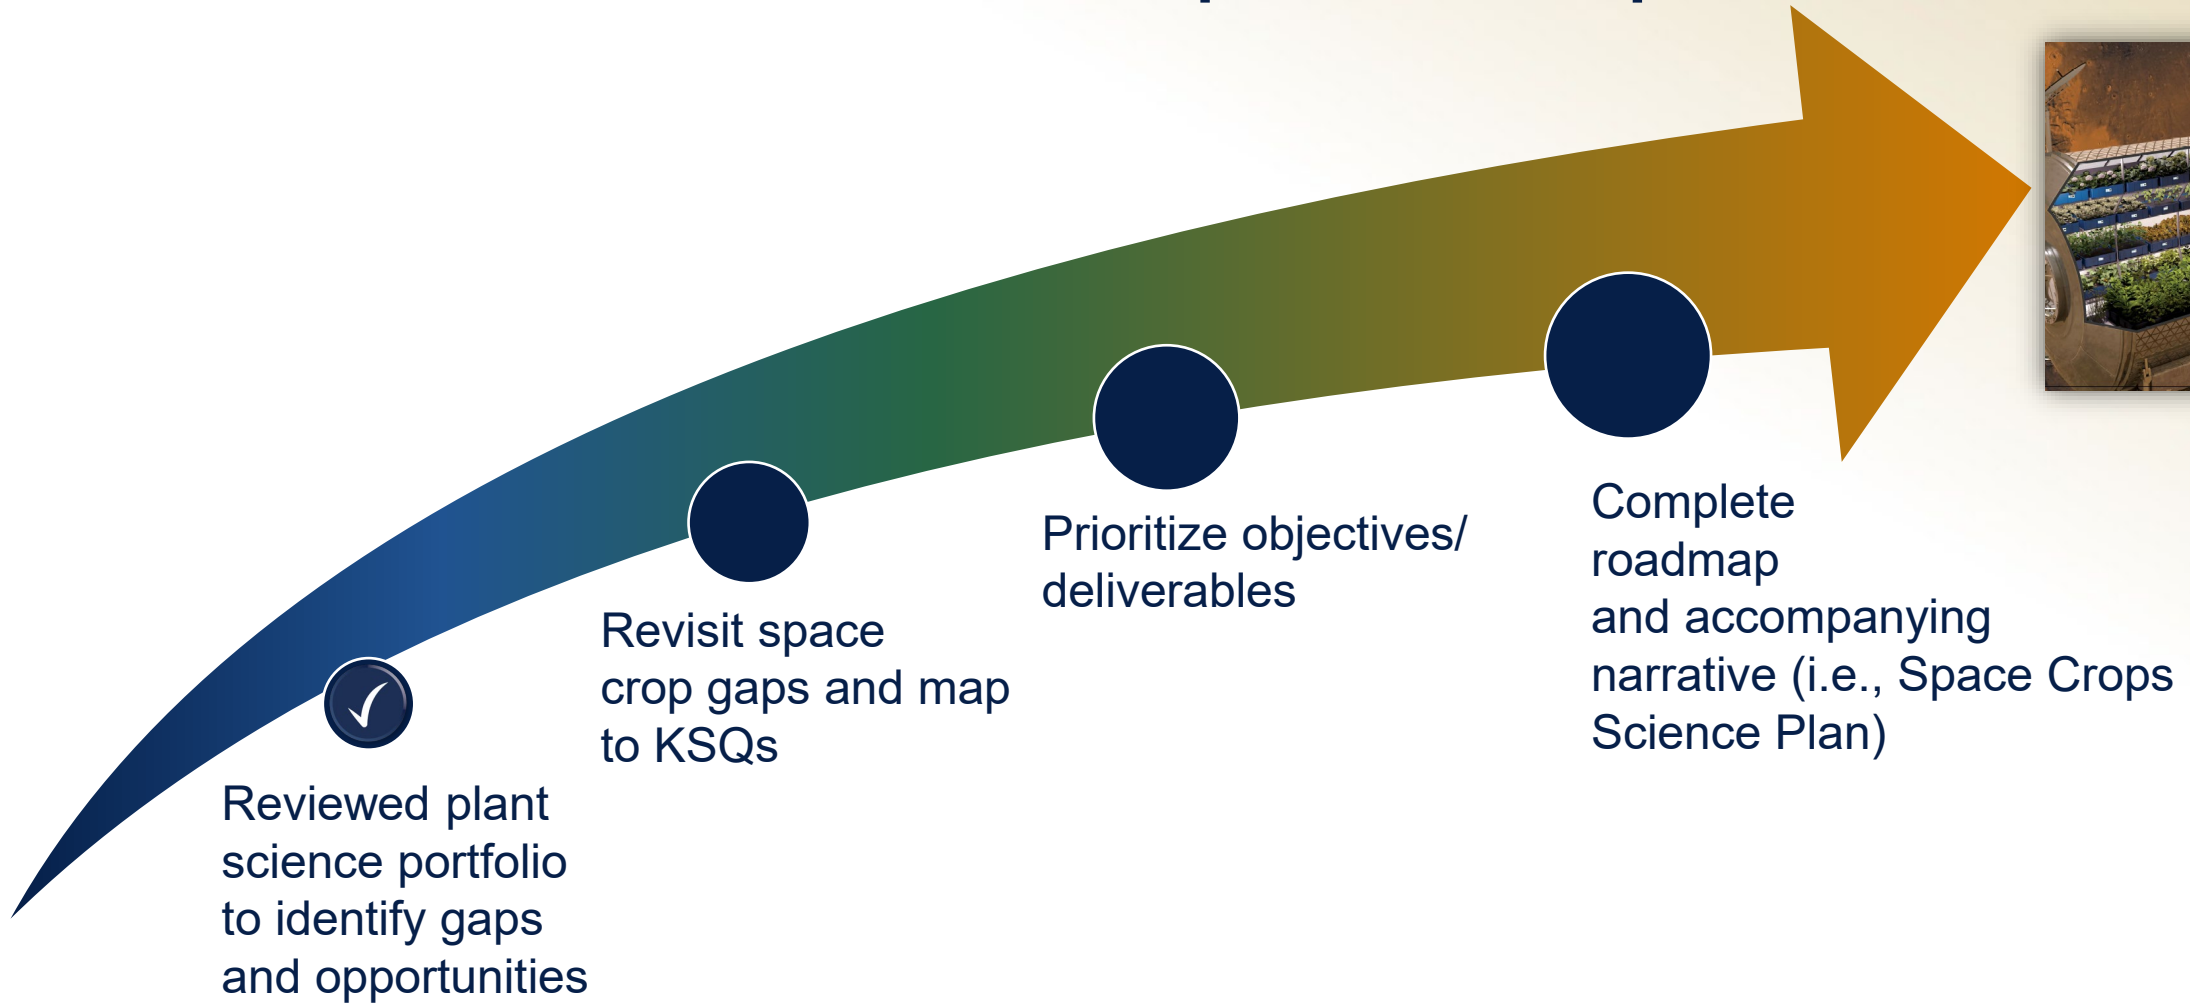 Reviewed plant
science portfolio
to identify gaps
and opportunities
Revisit space
crop gaps and map
to KSQs
Prioritize objectives/
deliverables
Complete
roadmap
and accompanying
narrative (i.e., Space Crops
Science Plan)